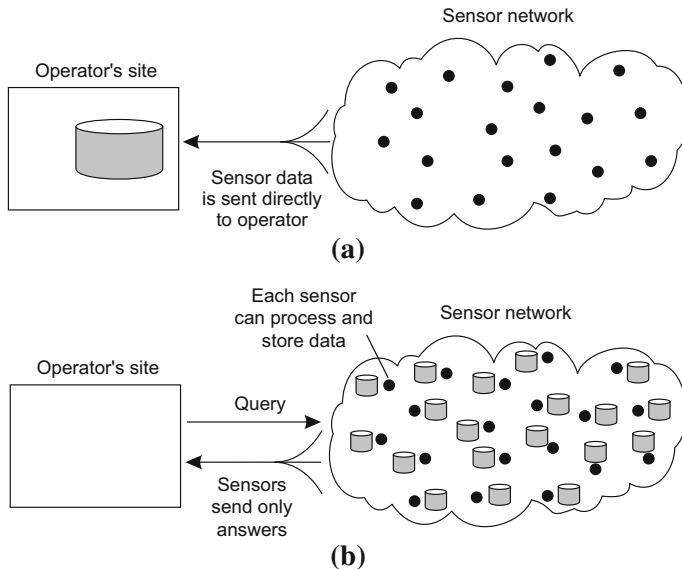 Sensor network
Operator's site
Sensor data
is sent directly
to operator
(a)
Each sensor
can process and
store data
Sensor network
Operator's site
Query
Sensors
send only
answers
(b)